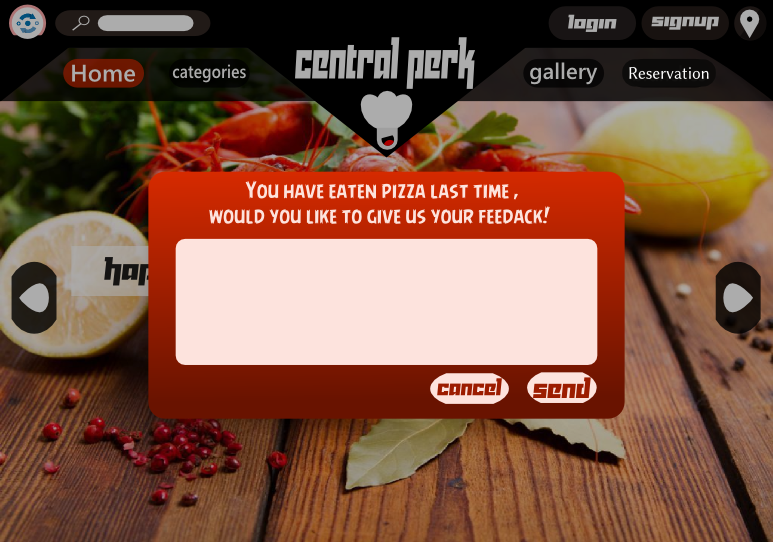 login
signup
central perk
Home
categories
gallery
Reservation
You have eaten pizza last time ,
would you like to give us your feedack!
hap
cancel
send